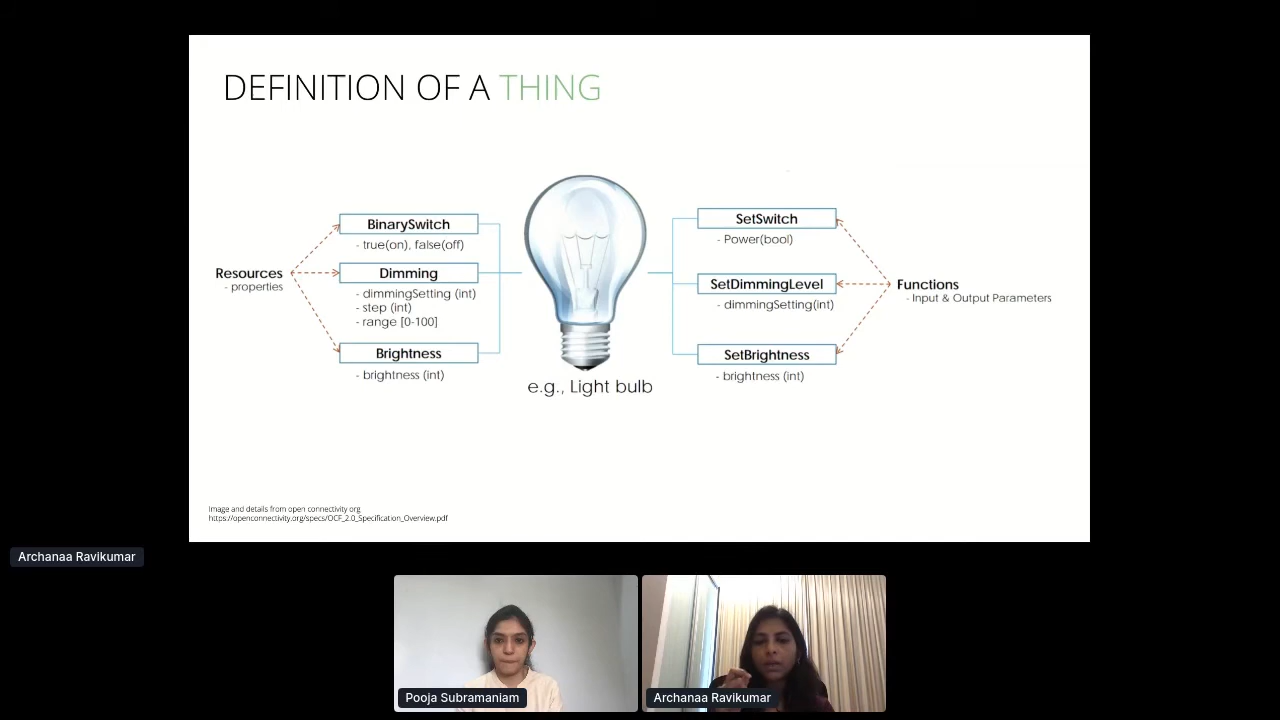 DEFINITION OF A THING
Resources
- properties
BinarySwitch
- true(on), false(off)
Dimming
- dimmingSetting (int)
- step (int)
- range [0-100]
Brightness
- brightness (int)
e.g., Light bulb
SetSwitch
- Power(bool)
SetDimmingLevel
- dimmingSetting(int)
SetBrightness
- brightness (int)
Functions
- Input & Output Parameters
Image and details from open connectivity org
https://openconnectivity.org/specs/OCF_2.0_Specification_Overview.pdf
Archanaa Ravikumar
Pooja Subramaniam
Archanaa Ravikumar